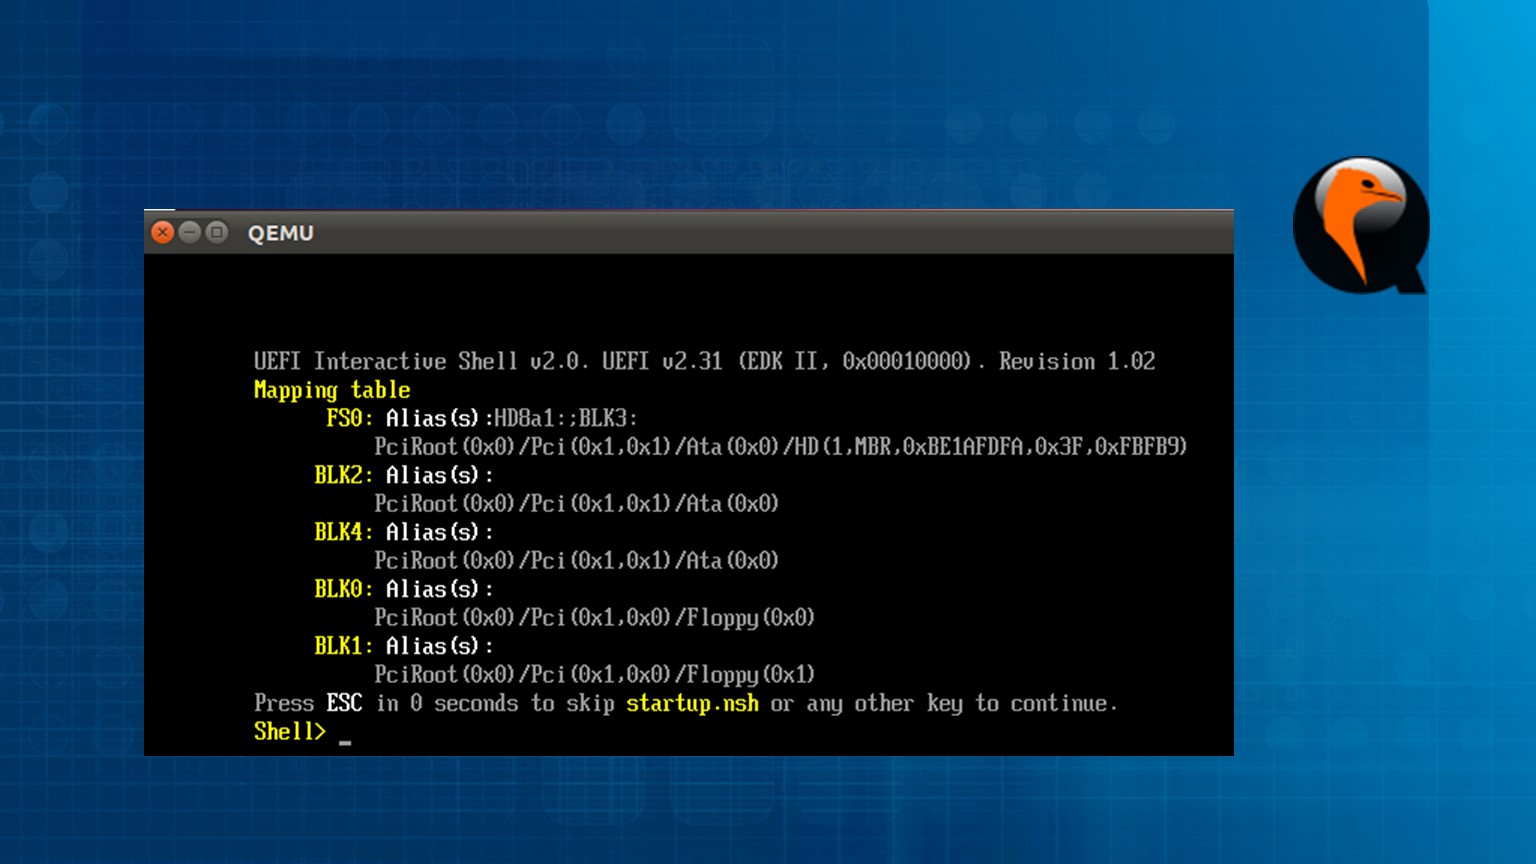 QEMU
UEFI Interactive Shell v2.0. UEFI v2.31 (EDK II, 0x00010000). Revision 1.02
Mapping table
FS0: Alias(s):HD8a1:;BLK3:
PciRoot(0x0)/Pci(0x1,0x1)/Ata(0x0)/HD(1,MBR,0xBE1AFDFA,0x3F,0xFBFB9)
BLK2: Alias(s):
PciRoot(0x0)/Pci(0x1,0x1)/Ata(0x0)
BLK4: Alias(s):
PciRoot(0x0)/Pci(0x1,0x1)/Ata(0x0)
BLK0: Alias(s):
PciRoot(0x0)/Pci(0x1,0x0)/Floppy(0x0)
BLK1: Alias(s):
PciRoot(0x0)/Pci(0x1,0x0)/Floppy(0x1)
Press ESC in 0 seconds to skip startup.nsh or any other key to continue.
Shell> _